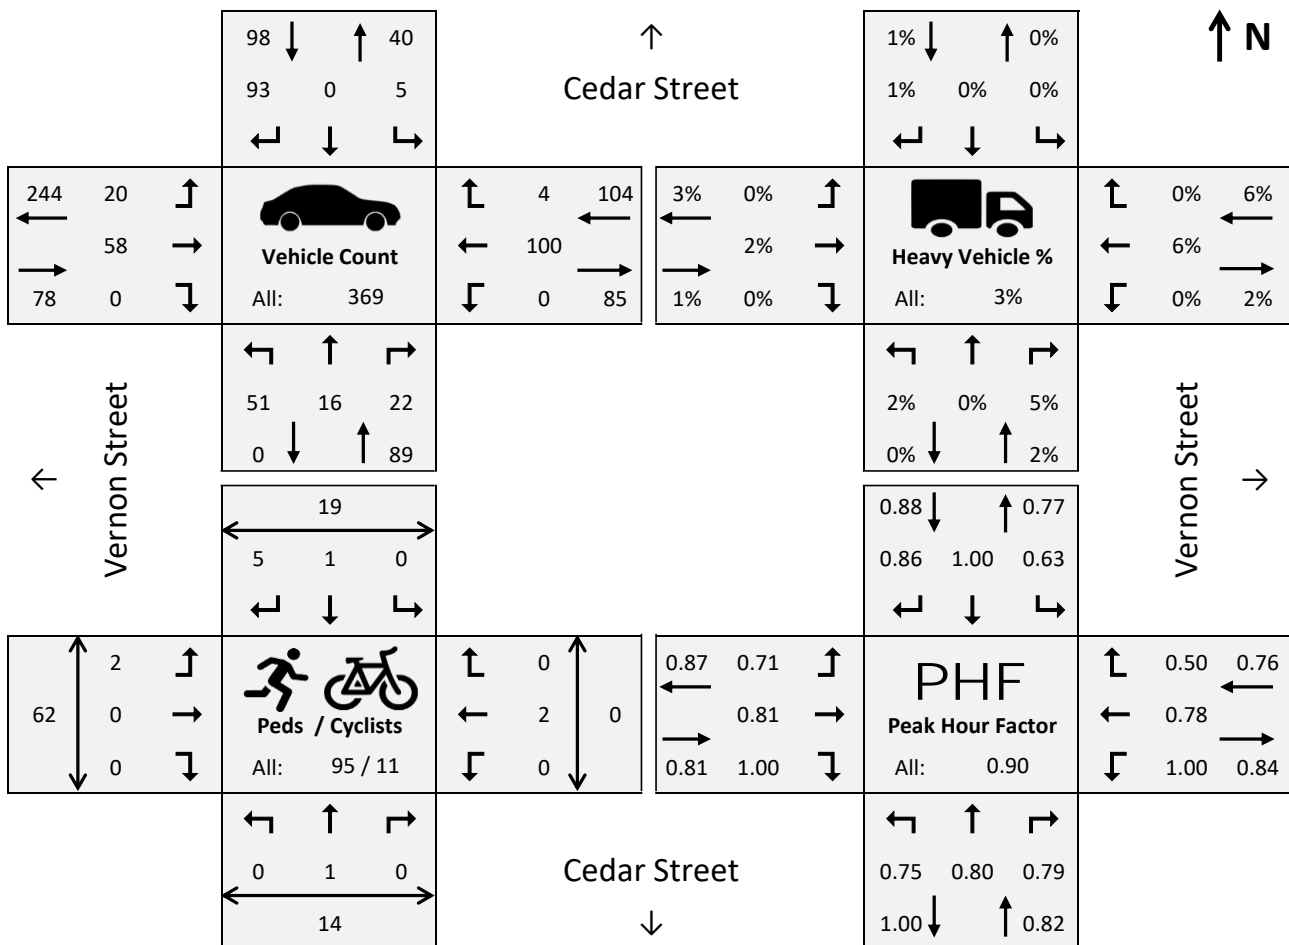 98 40 1% 0% N
93 0 5 Cedar Street 1% 0% 0%
244 20 4 104 3% 0% 0% 6%
58 Vehicle Count 100 2% Heavy Vehicle % 6%
78 0 All: 369 0 85 1% 0% All: 3% 0% 2%
51 16 22 2% 0% 5%
0 89 0% 2%
Vernon Street
Vernon Street
19 0.88 0.77
5 1 0 0.86 1.00 0.63
2 0 0.87 0.71 PHF 0.50 0.76
62 0 Peds / Cyclists 2 0 0.81 Peak Hour Factor 0.78
0 All: 95 / 11 0 0.81 1.00 All: 0.90 1.00 0.84
0 1 0 Cedar Street 0.75 0.80 0.79
14 1.00 0.82